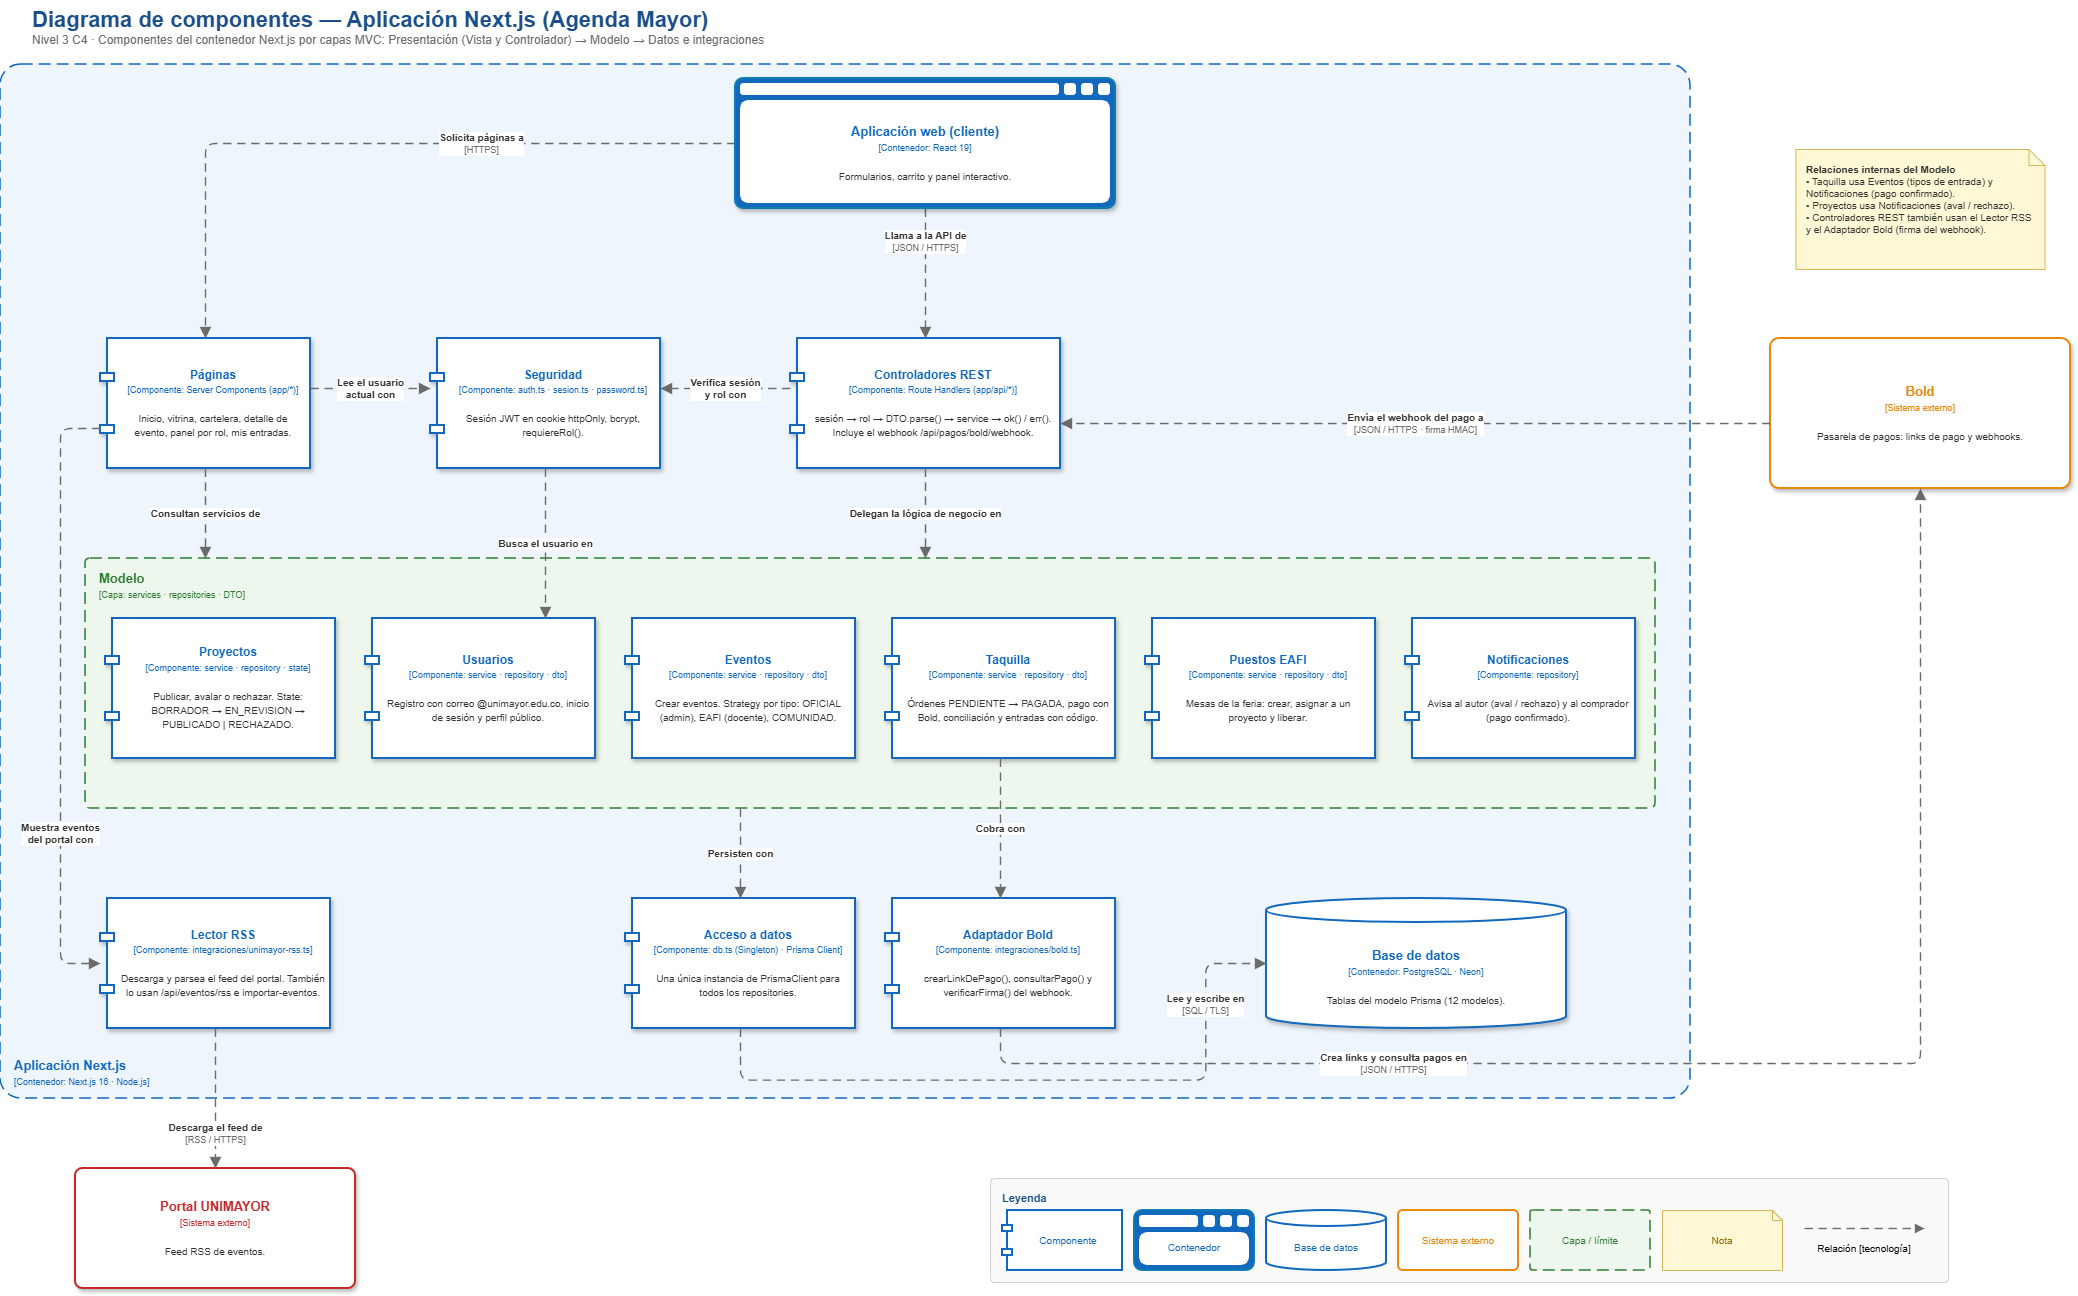 Diagrama de componentes — Aplicación Next.js (Agenda Mayor)
Nivel 3 C4 · Componentes del contenedor Next.js por capas MVC: Presentación (Vista y Controlador) → Modelo → Datos e integraciones
Aplicación web (cliente)
[Contenedor: React 19]
Formularios, carrito y panel interactivo.
Solicita páginas a
[HTTPS]
Llama a la API de
[JSON / HTTPS]
Relaciones internas del Modelo
• Taquilla usa Eventos (tipos de entrada) y
Notificaciones (pago confirmado).
• Proyectos usa Notificaciones (aval / rechazo).
• Controladores REST también usan el Lector RSS
y el Adaptador Bold (firma del webhook).
Páginas
[Componente: Server Components (app/*)]
Inicio, vitrina, cartelera, detalle de
evento, panel por rol, mis entradas.
Lee el usuario
actual con
Seguridad
[Componente: auth.ts · sesion.ts · password.ts]
Sesión JWT en cookie httpOnly, bcrypt,
requiereRol().
Verifica sesión
y rol con
Controladores REST
[Componente: Route Handlers (app/api/*)]
sesión → rol → DTO.parse() → service → ok() / err().
Incluye el webhook /api/pagos/bold/webhook.
Envía el webhook del pago a
[JSON / HTTPS · firma HMAC]
Bold
[Sistema externo]
Pasarela de pagos: links de pago y webhooks.
Consultan servicios de
Busca el usuario en
Delegan la lógica de negocio en
Modelo
[Capa: services · repositories · DTO]
Proyectos
[Componente: service · repository · state]
Publicar, avalar o rechazar. State:
BORRADOR → EN_REVISION →
PUBLICADO | RECHAZADO.
Usuarios
[Componente: service · repository · dto]
Registro con correo @unimayor.edu.co, inicio
de sesión y perfil público.
Eventos
[Componente: service · repository · dto]
Crear eventos. Strategy por tipo: OFICIAL
(admin), EAFI (docente), COMUNIDAD.
Taquilla
[Componente: service · repository · dto]
Órdenes PENDIENTE → PAGADA, pago con
Bold, conciliación y entradas con código.
Puestos EAFI
[Componente: service · repository · dto]
Mesas de la feria: crear, asignar a un
proyecto y liberar.
Notificaciones
[Componente: repository]
Avisa al autor (aval / rechazo) y al comprador
(pago confirmado).
Muestra eventos
del portal con
Persisten con
Cobra con
Lector RSS
[Componente: integraciones/unimayor-rss.ts]
Descarga y parsea el feed del portal. También
lo usan /api/eventos/rss e importar-eventos.
Acceso a datos
[Componente: db.ts (Singleton) · Prisma Client]
Una única instancia de PrismaClient para
todos los repositories.
Adaptador Bold
[Componente: integraciones/bold.ts]
crearLinkDePago(), consultarPago() y
verificarFirma() del webhook.
Lee y escribe en
[SQL / TLS]
Base de datos
[Contenedor: PostgreSQL · Neon]
Tablas del modelo Prisma (12 modelos).
Crea links y consulta pagos en
[JSON / HTTPS]
Aplicación Next.js
[Contenedor: Next.js 16 · Node.js]
Descarga el feed de
[RSS / HTTPS]
Portal UNIMAYOR
[Sistema externo]
Feed RSS de eventos.
Leyenda
Componente
Contenedor
Base de datos
Sistema externo
Capa / límite
Nota
Relación [tecnología]